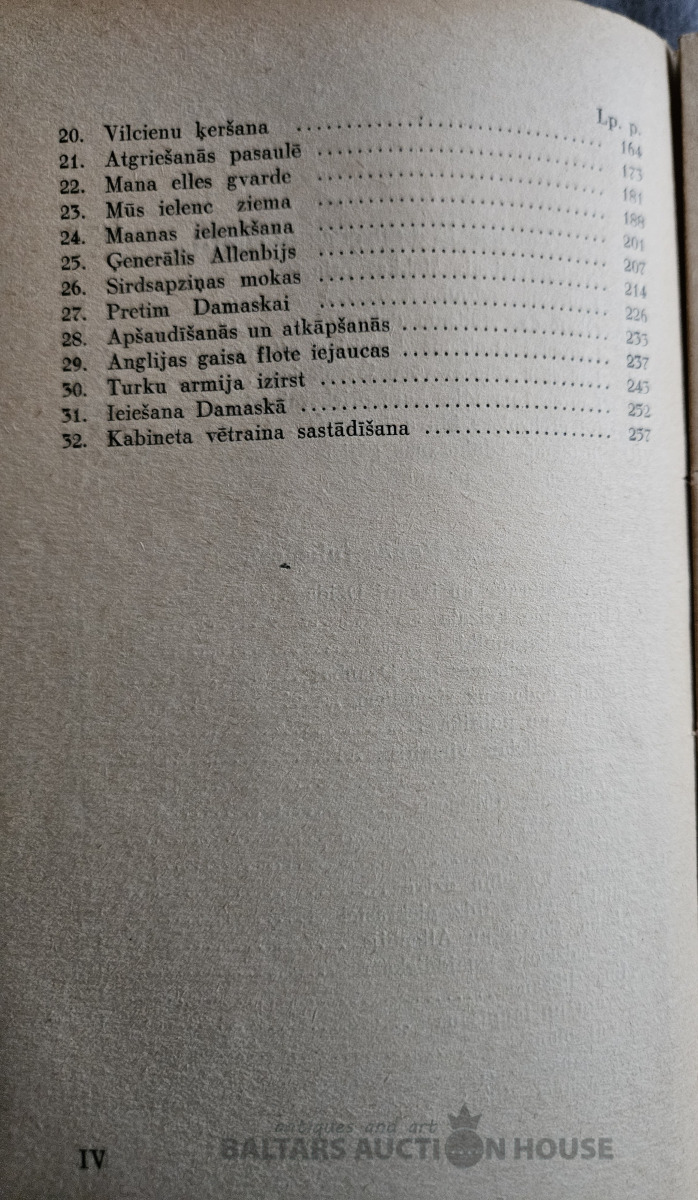 Lp. p.
20. Vilcienu ķeršana ........ 164
21. Atgriešanās pasaulē ........ 173
22. Mana elles gvarde ........ 181
23. Mūs ielenc ziema ........ 188
24. Maanas ielenkšana ........ 201
25. Ģenerālis Allenbijs ........ 207
26. Sirdsapziņas mokas ........ 214
27. Pretim Damaskai ........ 226
28. Apšaudīšanās un atkāpšanās ........ 233
29. Anglijas gaisa flote iejaucas ........ 237
30. Turku armija izirst ........ 243
31. Ieiešana Damaskā ........ 252
32. Kabineta vētraina sastādīšana ........ 257
IV
antiques and art
BALTARS AUCTION HOUSE